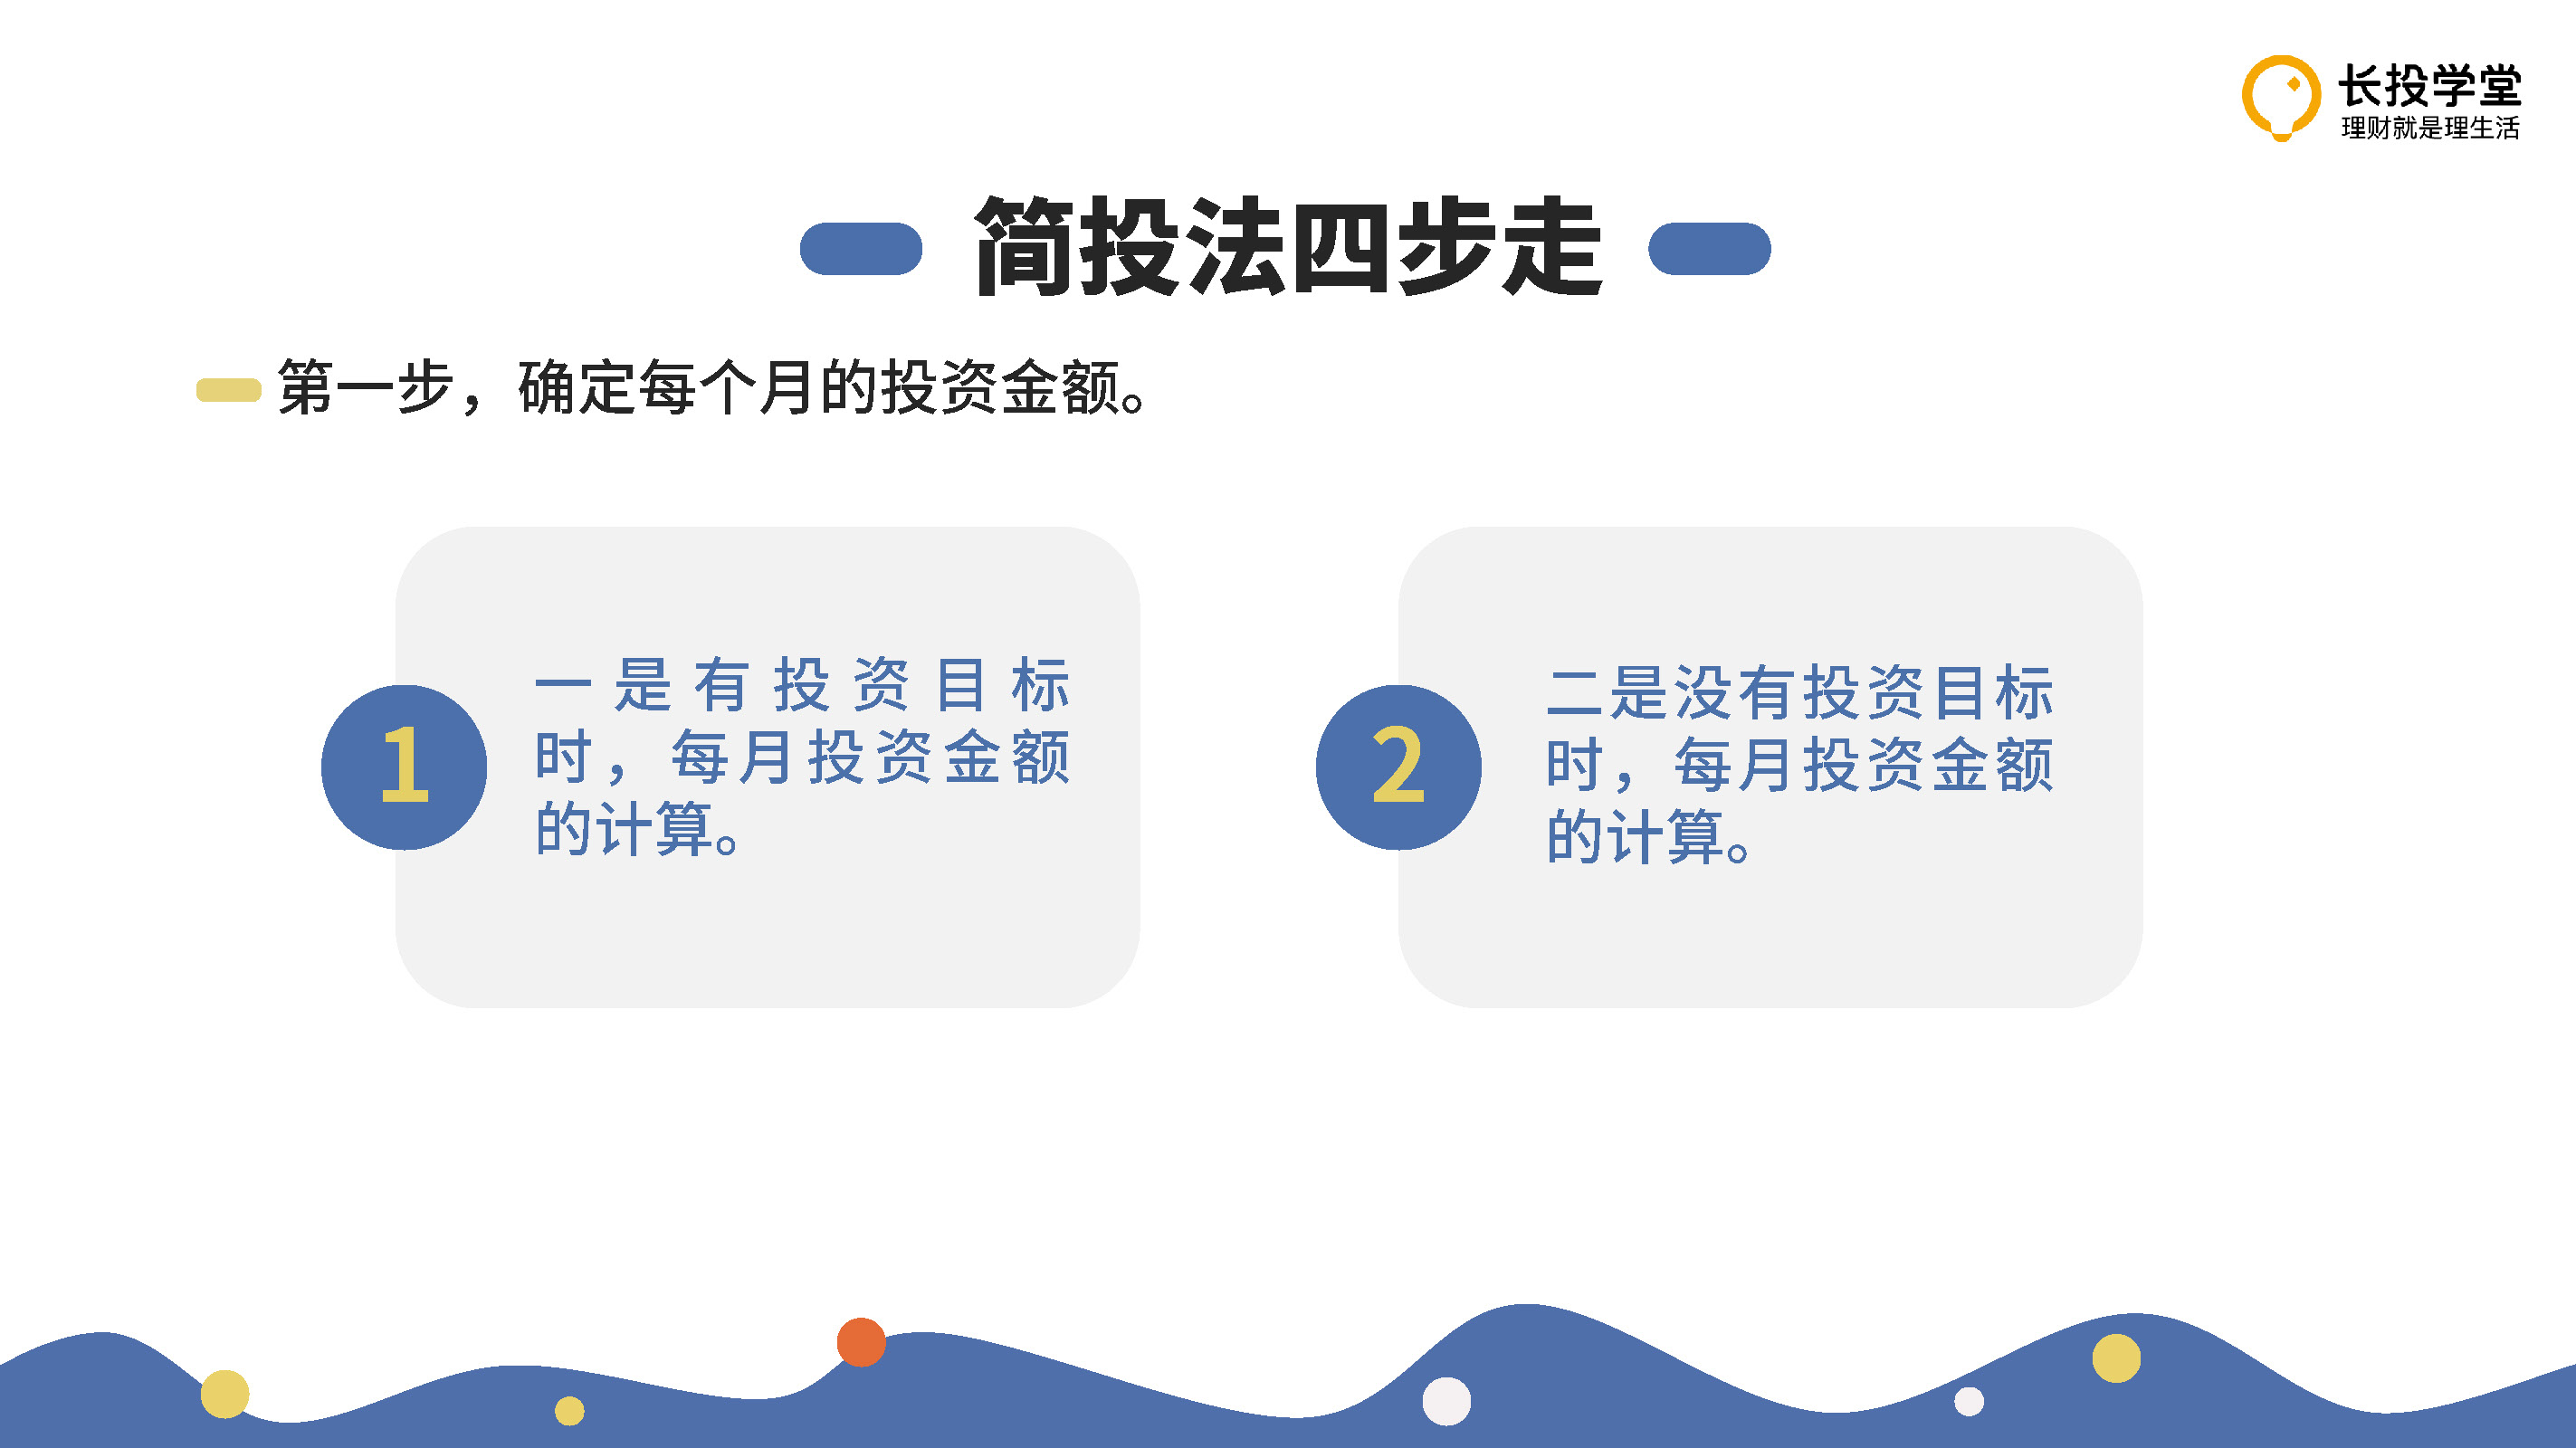 长投学堂
理财就是理生活
简投法四步走
第一步，确定每个月的投资金额。
1
一是有投资目标
时，每月投资金额
的计算。
2
二是没有投资目标
时，每月投资金额
的计算。